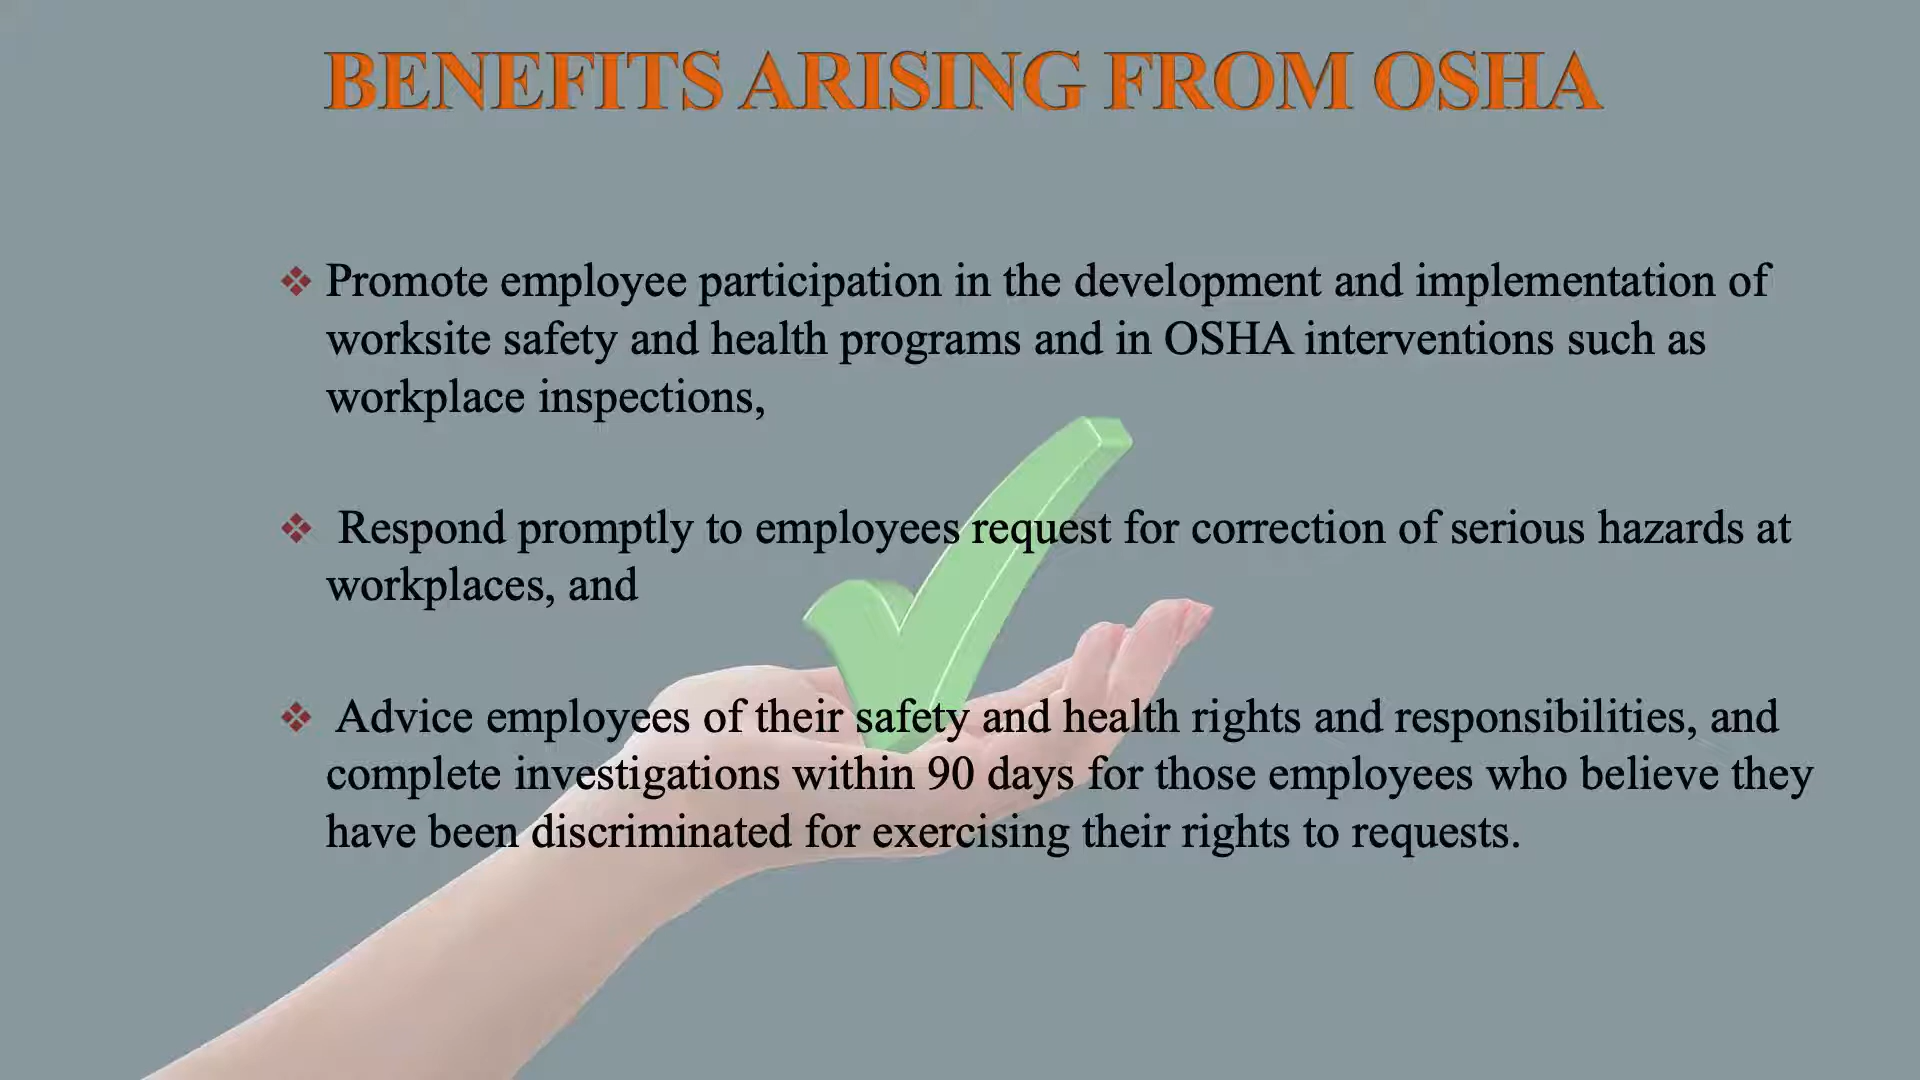 BENEFITS ARISING FROM OSHA
❖ Promote employee participation in the development and implementation of
worksite safety and health programs and in OSHA interventions such as
workplace inspections,
❖ Respond promptly to employees request for correction of serious hazards at
workplaces, and
❖ Advice employees of their safety and health rights and responsibilities, and
complete investigations within 90 days for those employees who believe they
have been discriminated for exercising their rights to requests.